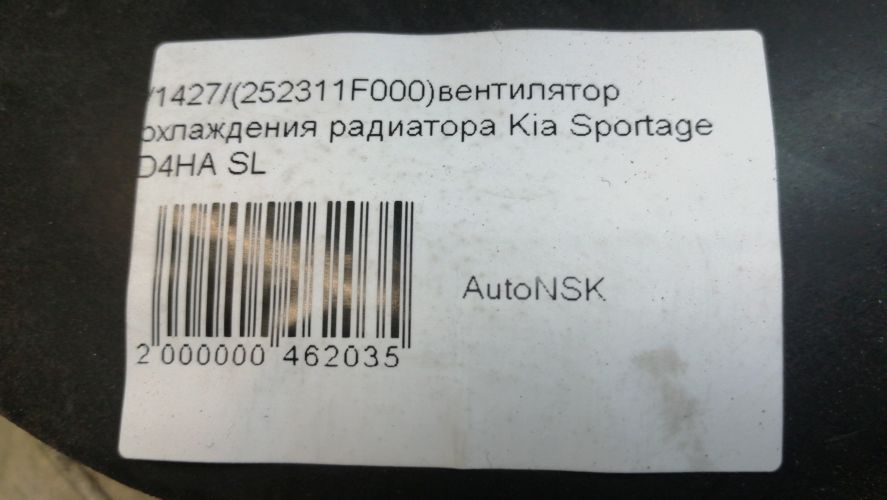 /1427/(252311F000)вентилятор
охлаждения радиатора Kia Sportage
D4HA SL
AutoNSK
2 000000 462035